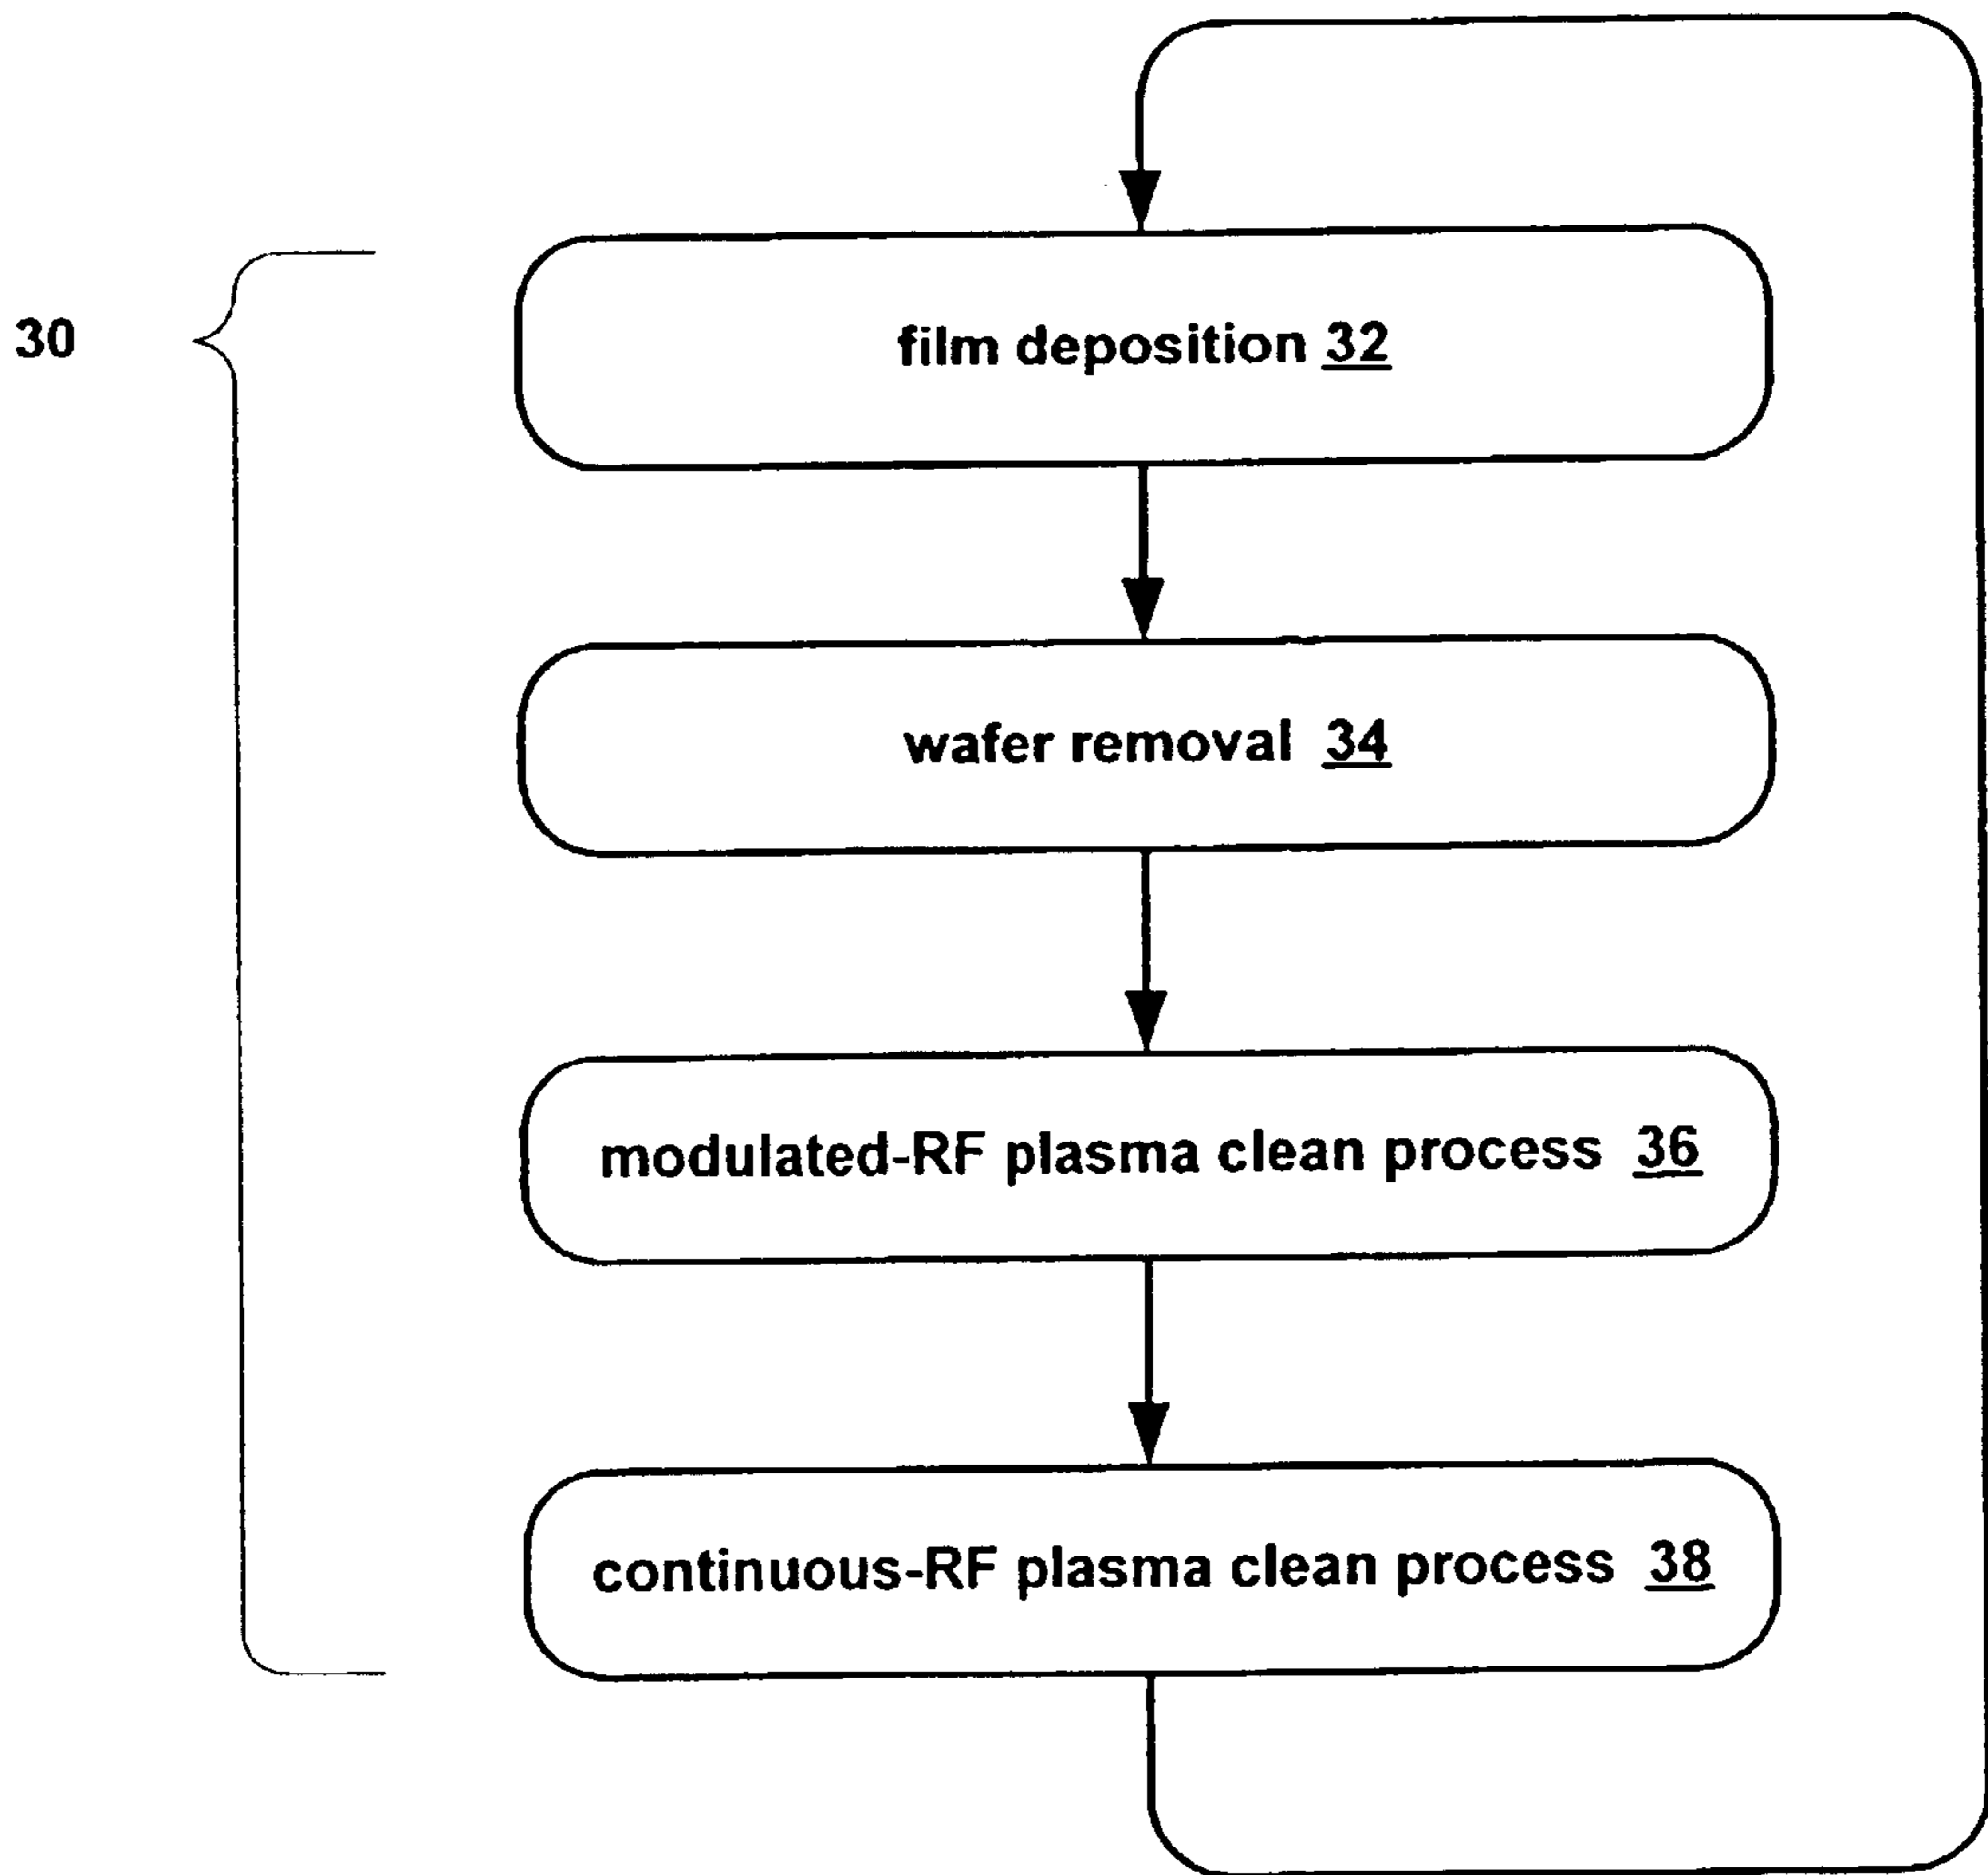 30
film deposition 32
wafer removal 34
modulated-RF plasma clean process 36
continuous-RF plasma clean process 38